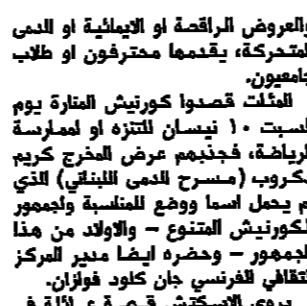 والعروض الراقصة او الايمائية او الدمى
المتحركة، يقدمها محترفون او طلاب
جامعيون.
المئات قصدوا كورنيش المنارة يوم
السبت ١٠ نيسان للتنزه او لممارسة
الرياضة، فجذبهم عرض المخرج كريم
دكروب (مسرح الدمى اللبناني) الذي
لم يحمل اسما ووضع للمناسبة ولجمهور
الكورنيش المتنوع – والاولاد من هذا
الجمهور – وحضره ايضا مدير المركز
الثقافي الفرنسي جان كلود فوازان.